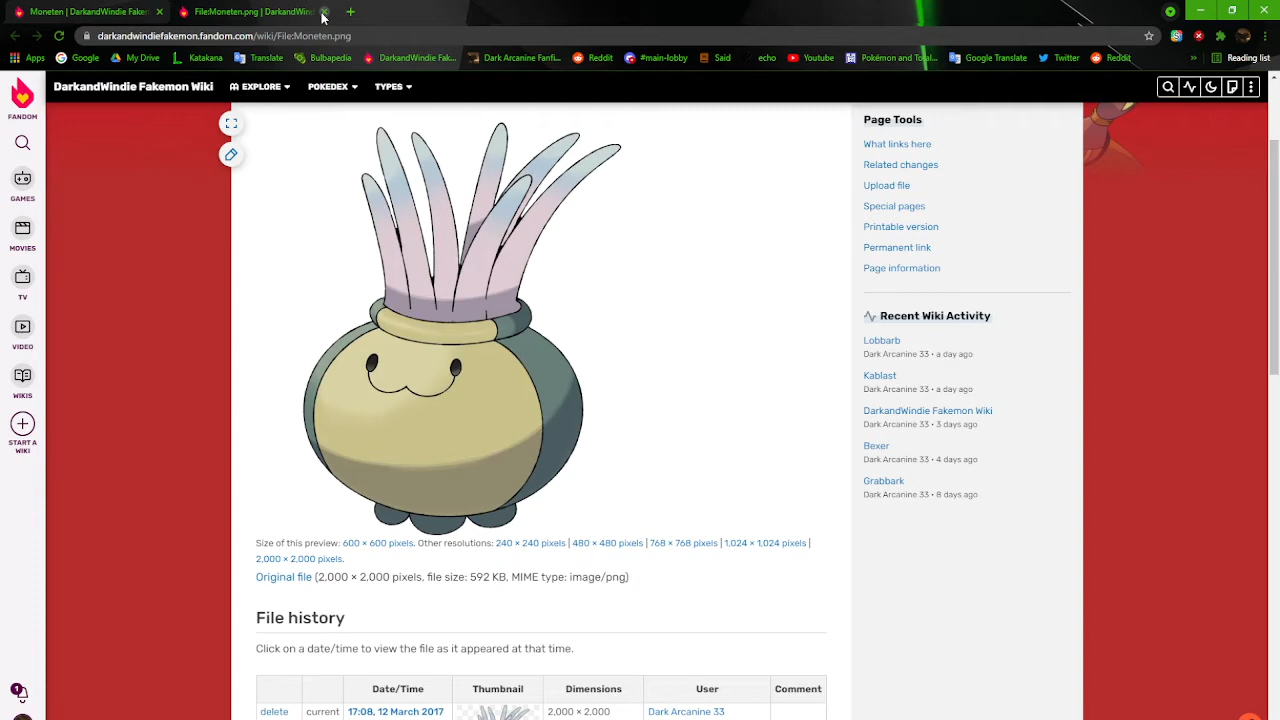 Moneten | DarkandWindie Faken
FileMoneten.png | DarkandWind
darkandwindiefakemon.fandom.com/wiki/File:Moneten.png
Apps
Google
My Drive
Katakana
Translate
Bulbapedia
DarkandWindie Fak...
Dark Arcanine Fanfi...
Reddit
#main-lobby
Said
echo
Youtube
Pokémon and Total...
Google Translate
Twitter
Reddit
»
Reading list
FANDOM
GAMES
MOVIES
TV
VIDEO
WIKIS
START A
WIKI
1
DarkandWindie Fakemon Wiki
EXPLORE
POKEDEX
TYPES
Size of this preview: 600 × 600 pixels. Other resolutions: 240 × 240 pixels | 480 × 480 pixels | 768 × 768 pixels | 1,024 × 1,024 pixels |
2,000 × 2,000 pixels.
Original file (2,000 × 2,000 pixels, file size: 592 KB, MIME type: image/png)
File history
Click on a date/time to view the file as it appeared at that time.
Date/Time Thumbnail Dimensions User Comment
delete current 17:08, 12 March 2017 2,000 × 2,000 Dark Arcanine 33
Page Tools
What links here
Related changes
Upload file
Special pages
Printable version
Permanent link
Page information
Recent Wiki Activity
Lobbarb
Dark Arcanine 33 • a day ago
Kablast
Dark Arcanine 33 • a day ago
DarkandWindie Fakemon Wiki
Dark Arcanine 33 • 3 days ago
Bexer
Dark Arcanine 33 • 4 days ago
Grabbark
Dark Arcanine 33 • 8 days ago